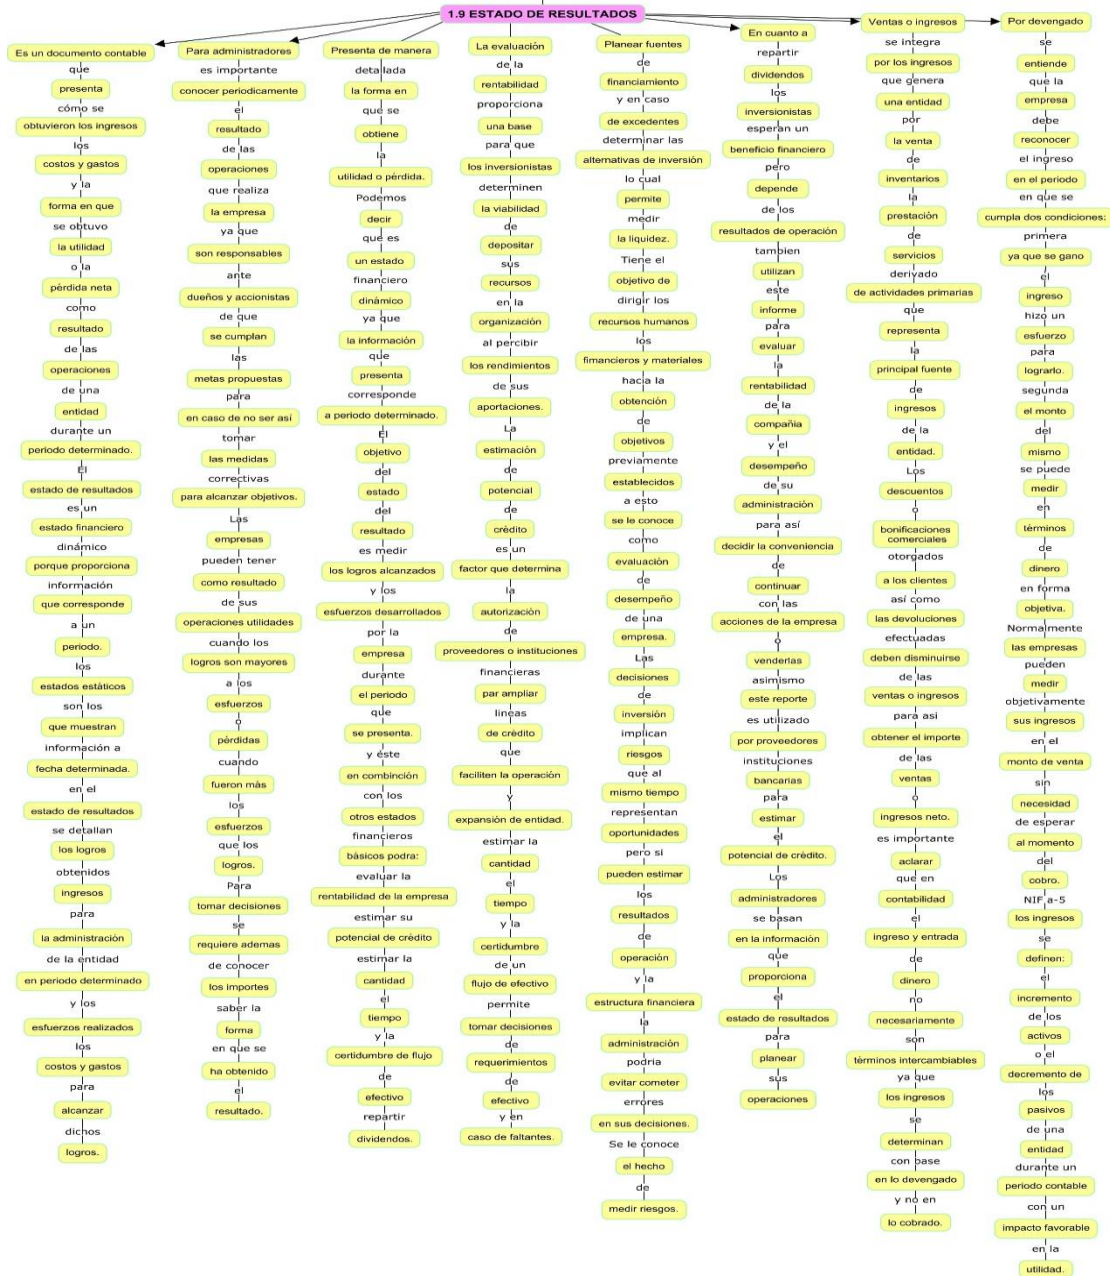 1.9 ESTADO DE RESULTADOS
Es un documento contable
que
presenta
cómo se
obtuvieron los ingresos
los
costos y gastos
y la
forma en que
se obtuvo
la utilidad
o la
pérdida neta
como
resultado
de las
operaciones
de una
entidad
durante un
periodo determinado.
El
estado de resultados
es un
estado financiero
dinámico
porque proporciona
información
que corresponde
a un
periodo.
los
estados estáticos
son los
que muestran
información a
fecha determinada.
en el
estado de resultados
se detallan
los logros
obtenidos
ingresos
para
la administración
de la entidad
en periodo determinado
y los
esfuerzos realizados
los
costos y gastos
para
alcanzar
dichos
logros.
Para administradores
es importante
conocer periodicamente
el
resultado
de las
operaciones
que realiza
la empresa
ya que
son responsables
ante
dueños y accionistas
de que
se cumplan
las
metas propuestas
para
en caso de no ser así
tomar
las medidas
correctivas
para alcanzar objetivos.
Las
empresas
pueden tener
como resultado
de sus
operaciones utilidades
cuando los
logros son mayores
a los
esfuerzos
o
pérdidas
cuando
fueron más
los
esfuerzos
que los
logros.
Para
tomar decisiones
se
requiere ademas
de conocer
los importes
saber la
forma
en que se
ha obtenido
el
resultado.
Presenta de manera
detallada
la forma en
que se
obtiene
la
utilidad o pérdida.
Podemos
decir
que es
un estado
financiero
dinámico
ya que
la información
que
presenta
corresponde
a periodo determinado.
El
objetivo
del
estado
del
resultado
es medir
los logros alcanzados
y los
esfuerzos desarrollados
por la
empresa
durante
el periodo
que
se presenta.
y éste
en combinción
con los
otros estados
financieros
básicos podra:
evaluar la
rentabilidad de la empresa
estimar su
potencial de crédito
estimar la
cantidad
el
tiempo
y la
certidumbre de flujo
de
efectivo
repartir
dividendos.
La evaluación
de la
rentabilidad
proporciona
una base
para que
los inversionistas
determinen
la viabilidad
de
depositar
sus
recursos
en la
organización
al percibir
los rendimientos
de sus
aportaciones.
La
estimación
de
potencial
de
crédito
es un
factor que determina
la
autorización
de
proveedores o instituciones
financieras
par ampliar
lineas
de crèdito
que
faciliten la operación
y
expansión de entidad.
estimar la
cantidad
el
tiempo
y la
certidumbre
de un
flujo de efectivo
permite
tomar decisiones
de
requerimientos
de
efectivo
y en
caso de faltantes.
Planear fuentes
de
financiamiento
y en caso
de excedentes
determinar las
alternativas de inversión
lo cual
permite
medir
la liquidez.
Tiene el
objetivo de
dirigir los
recursos humanos
los
fimancieros y materiales
hacia la
obtención
de
objetivos
previamente
establecidos
a esto
se le conoce
como
evaluación
de
desempeño
de una
empresa.
Las
decisiones
de
inversión
implican
riesgos
que al
mismo tiempo
representan
oportunidades
pero si
pueden estimar
los
resultados
de
operación
y la
estructura financiera
la
administración
podria
evitar cometer
errores
en sus decisiones.
Se le conoce
el hecho
de
medir riesgos.
En cuanto a
repartir
dividendos
los
inversionistas
esperan un
beneficio financiero
pero
depende
de los
resultados de operación
tambien
utilizan
este
informe
para
evaluar
la
rentabilidad
de la
compañia
y el
desempeño
de su
administración
para así
decidir la conveniencia
de
continuar
con las
acciones de la empresa
o
venderlas
asimismo
este reporte
es utilizado
por proveedores
instituciones
bancarias
para
estimar
el
potencial de crèdito.
Los
administradores
se basan
en la información
que
proporciona
el
estado de resultados
para
planear
sus
operaciones
Ventas o ingresos
se integra
por los ingresos
que genera
una entidad
por
la venta
de
inventarios
la
prestación
de
servicios
derivado
de actividades primarias
que
representa
la
principal fuente
de
ingresos
de la
entidad.
Los
descuentos
o
bonificaciones
comerciales
otorgados
a los clientes
así como
las devoluciones
efectuadas
deben disminuirse
de las
ventas o ingresos
para así
obtener el importe
de las
ventas
o
ingresos neto.
es importante
aclarar
que en
contabilidad
el
ingreso y entrada
de
dinero
no
necesariamente
son
términos intercambiables
ya que
los ingresos
se
determinan
con base
en lo devengado
y no en
lo cobrado.
Por devengado
se
entiende
que la
empresa
debe
reconocer
el ingreso
en el periodo
en que se
cumpla dos condiciones:
primera
ya que se gano
el
ingreso
hizo un
esfuerzo
para
lograrlo.
segunda
el monto
del
mismo
se puede
medir
en
términos
de
dinero
en forma
objetiva.
Normalmente
las empresas
pueden
medir
objetivamente
sus ingresos
en el
monto de venta
sin
necesidad
de esperar
al momento
del
cobro.
NIF a-5
los ingresos
se
definen:
el
incremento
de los
activos
o el
decremento de
los
pasivos
de una
entidad
durante un
periodo contable
con un
impacto favorable
en la
utilidad.